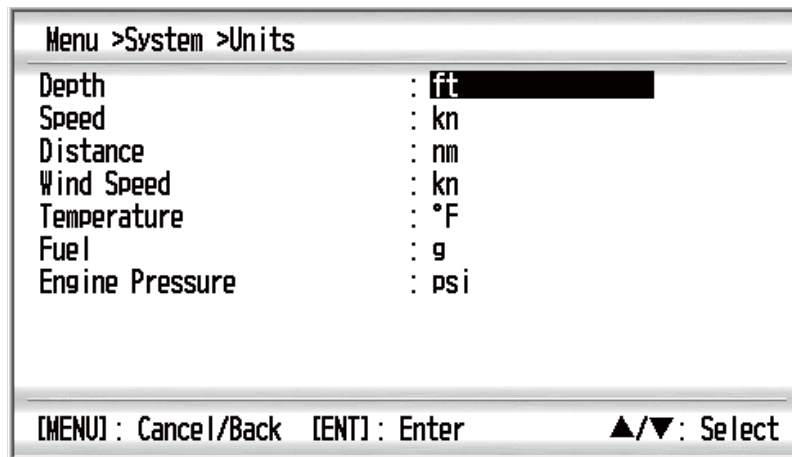 Menu >System >Units
Depth : ft
Speed : kn
Distance : nm
Wind Speed : kn
Temperature : °F
Fuel : g
Engine Pressure : psi
[MENU] : Cancel/Back [ENT] : Enter ▲/▼ : Select